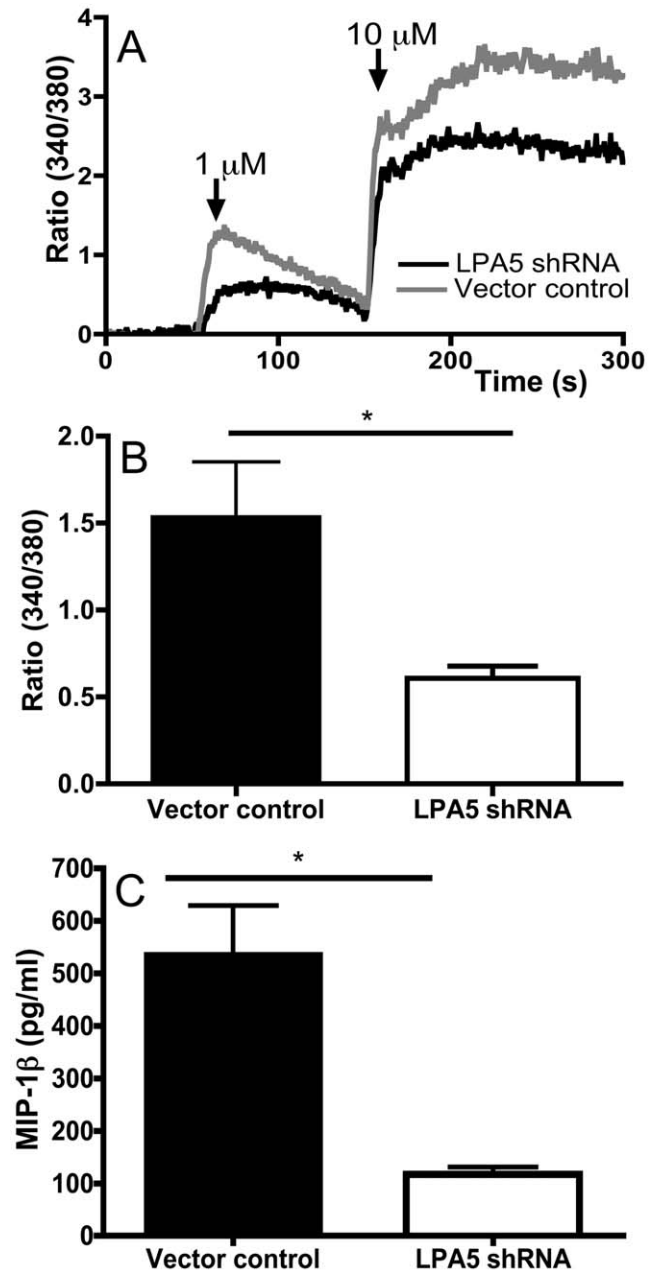 A
Ratio (340/380)
4
3
2
1
0
1 μM
10 μM
LPA5 shRNA
Vector control
0
100
200
300
Time (s)
B
*
Ratio (340/380)
2.0
1.5
1.0
0.5
0.0
Vector control
LPA5 shRNA
C
*
MIP-1β (pg/ml)
700
600
500
400
300
200
100
0
Vector control
LPA5 shRNA